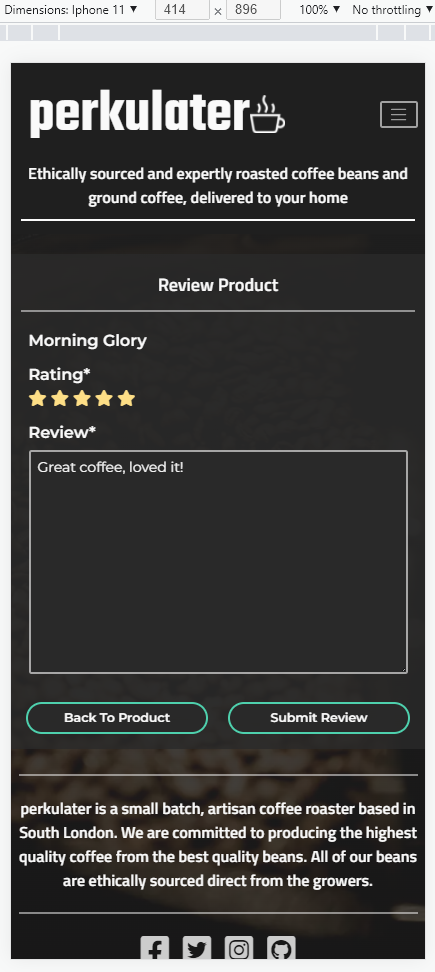 Dimensions: Iphone 11 ▼ 414 × 896 100% ▼ No throttling ▼
perkulater
Ethically sourced and expertly roasted coffee beans and
ground coffee, delivered to your home
Review Product
Morning Glory
Rating*
Review*
Great coffee, loved it!
Back To Product Submit Review
perkulater is a small batch, artisan coffee roaster based in
South London. We are committed to producing the highest
quality coffee from the best quality beans. All of our beans
are ethically sourced direct from the growers.